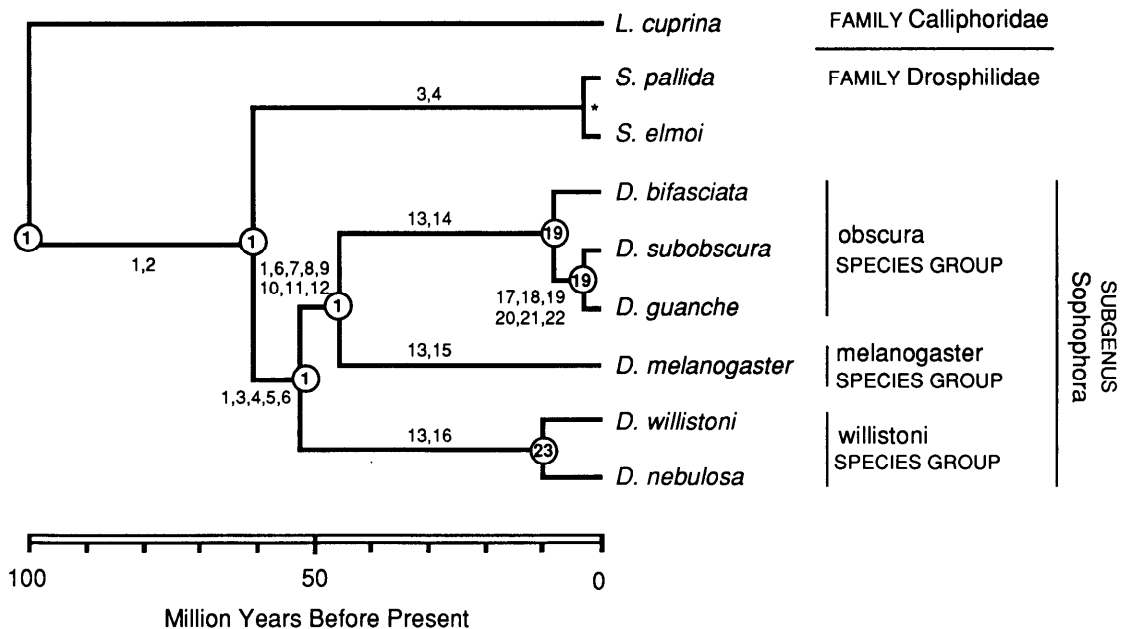 L. cuprina
FAMILY Calliphoridae
S. pallida
FAMILY Drosphilidae
3,4
*
S. elmoi
D. bifasciata
13,14
1
1
19
D. subobscura
obscura
SPECIES GROUP
1,2
1,6,7,8,9
10,11,12
19
17,18,19
20,21,22
1
D. guanche
SUBGENUS
Sophophora
13,15
D. melanogaster
melanogaster
SPECIES GROUP
1
1,3,4,5,6
D. willistoni
13,16
23
willistoni
SPECIES GROUP
D. nebulosa
100
50
0
Million Years Before Present